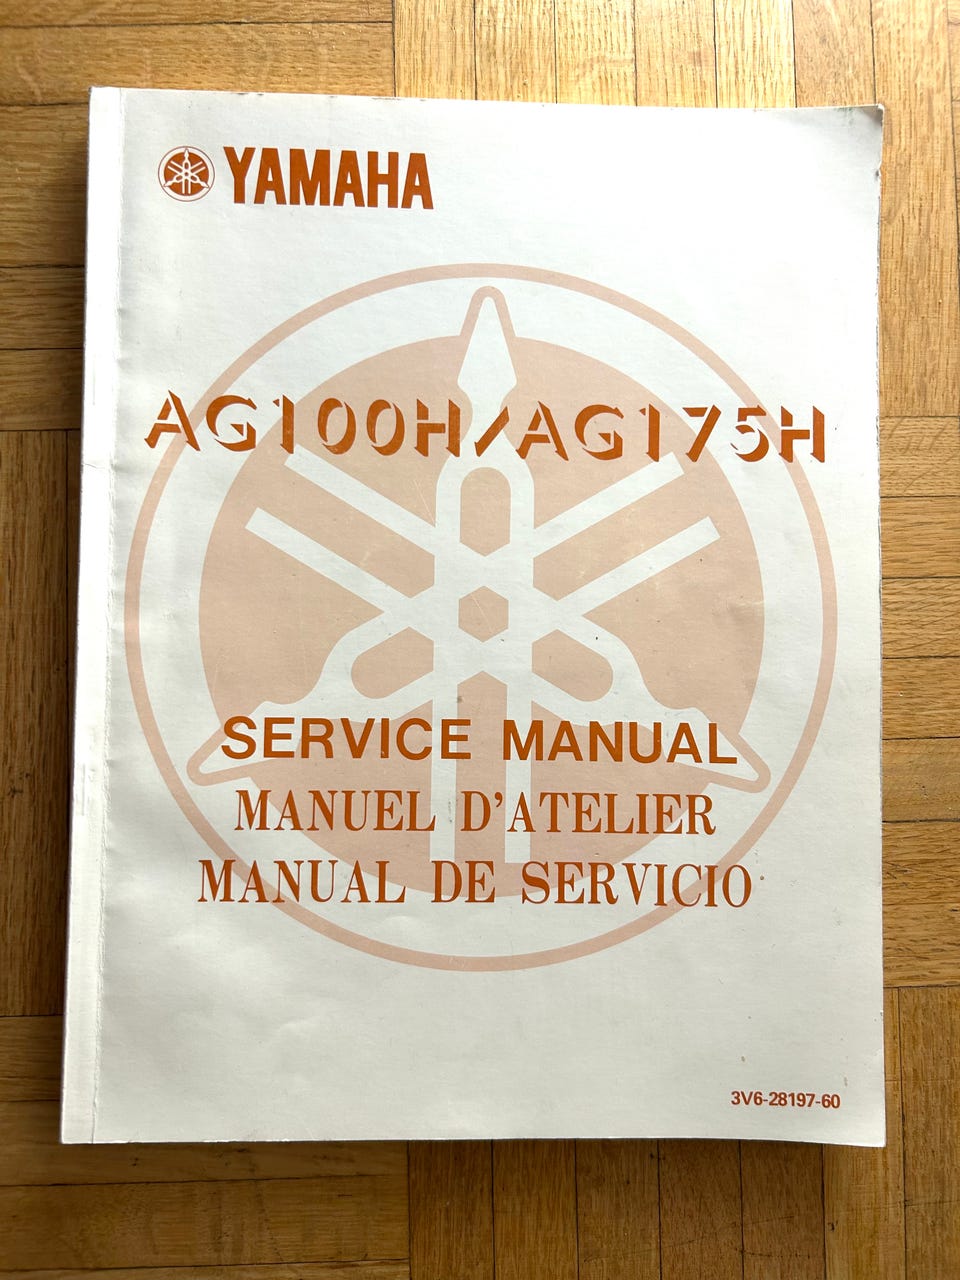 YAMAHA
AG100H/AG175H
SERVICE MANUAL
MANUEL D'ATELIER
MANUAL DE SERVICIO
3V6-28197-60